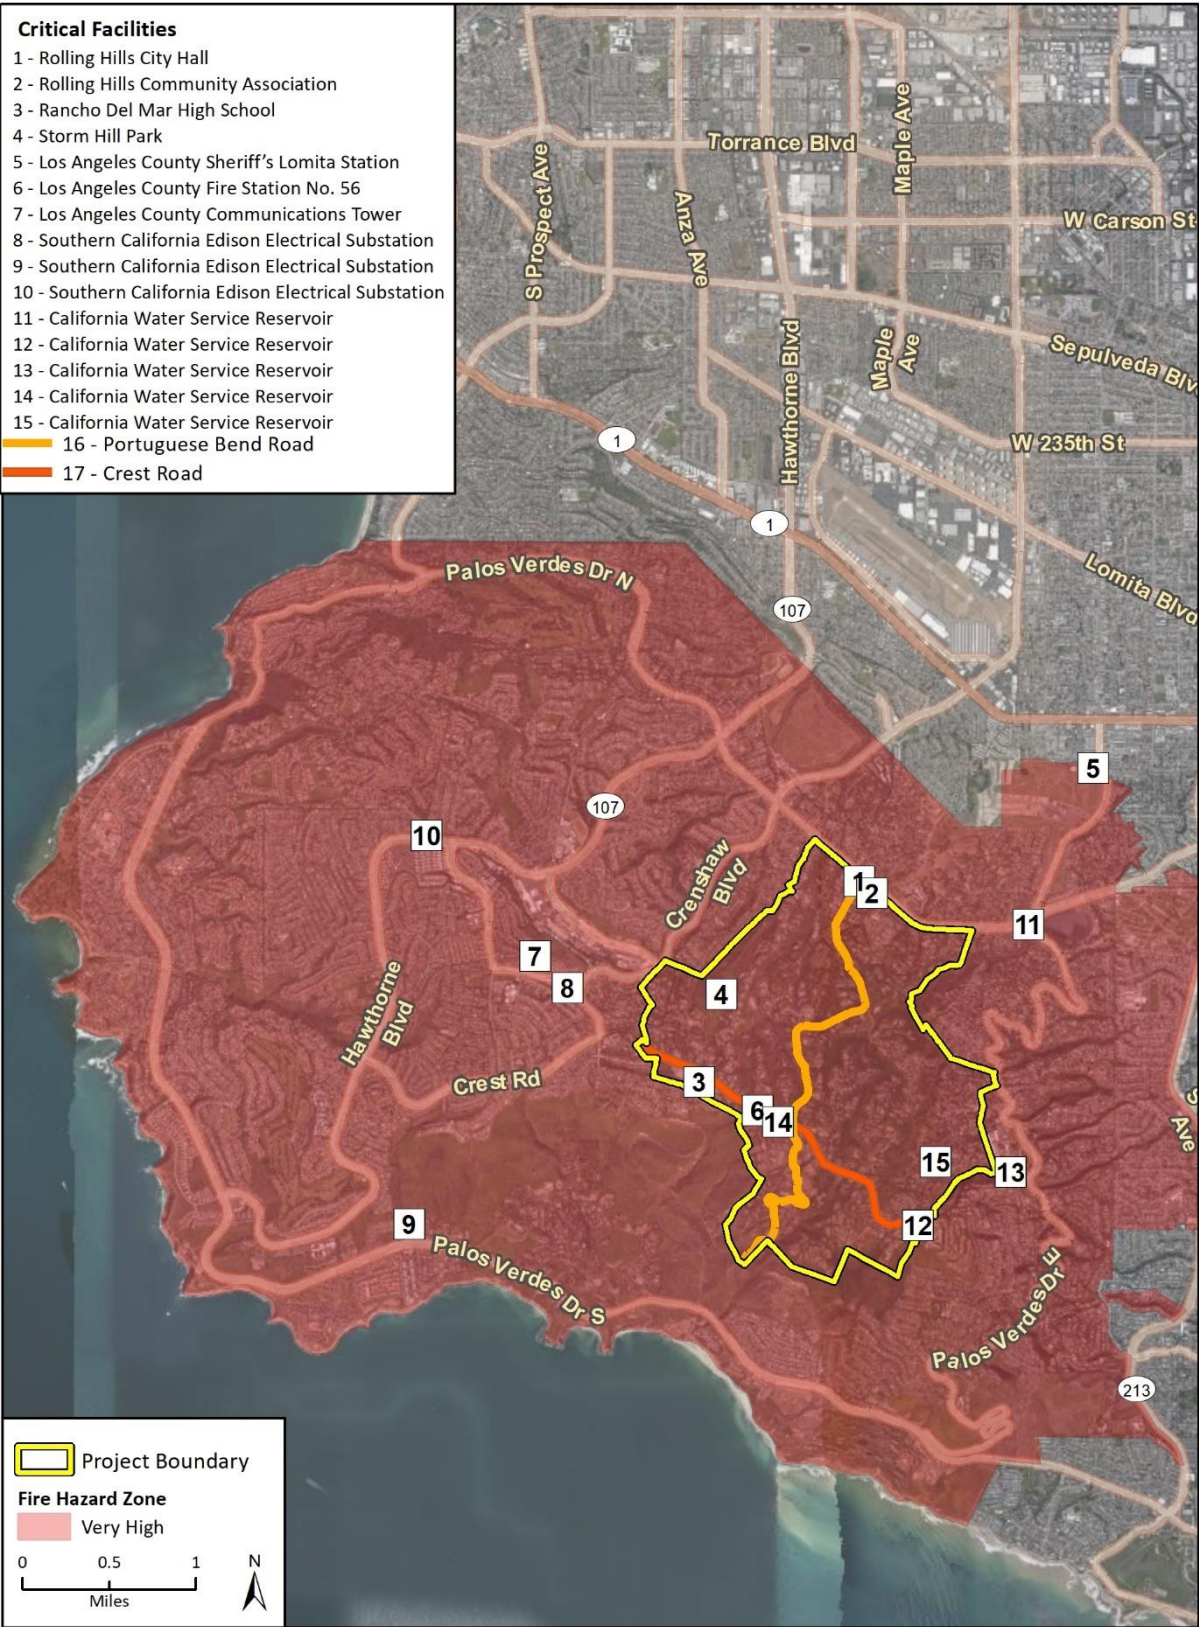 Critical Facilities
1 - Rolling Hills City Hall
2 - Rolling Hills Community Association
3 - Rancho Del Mar High School
4 - Storm Hill Park
5 - Los Angeles County Sheriff’s Lomita Station
6 - Los Angeles County Fire Station No. 56
7 - Los Angeles County Communications Tower
8 - Southern California Edison Electrical Substation
9 - Southern California Edison Electrical Substation
10 - Southern California Edison Electrical Substation
11 - California Water Service Reservoir
12 - California Water Service Reservoir
13 - California Water Service Reservoir
14 - California Water Service Reservoir
15 - California Water Service Reservoir
16 - Portuguese Bend Road
17 - Crest Road
Torrance Blvd
Maple Ave
S Prospect Ave
Anza Ave
W Carson St
Hawthorne Blvd
Maple
Ave
Sepulveda Blv
1
W 235th St
1
Lomita Blvd
Palos Verdes Dr N
107
5
107
10
Crenshaw
Blvd
1
2
11
7
8
4
Hawthorne
Blvd
Crest Rd
3
6
14
S
Ave
15
13
9
12
Palos Verdes Dr S
Palos Verdes Dr E
213
Project Boundary
Fire Hazard Zone
Very High
0 0.5 1
Miles
N